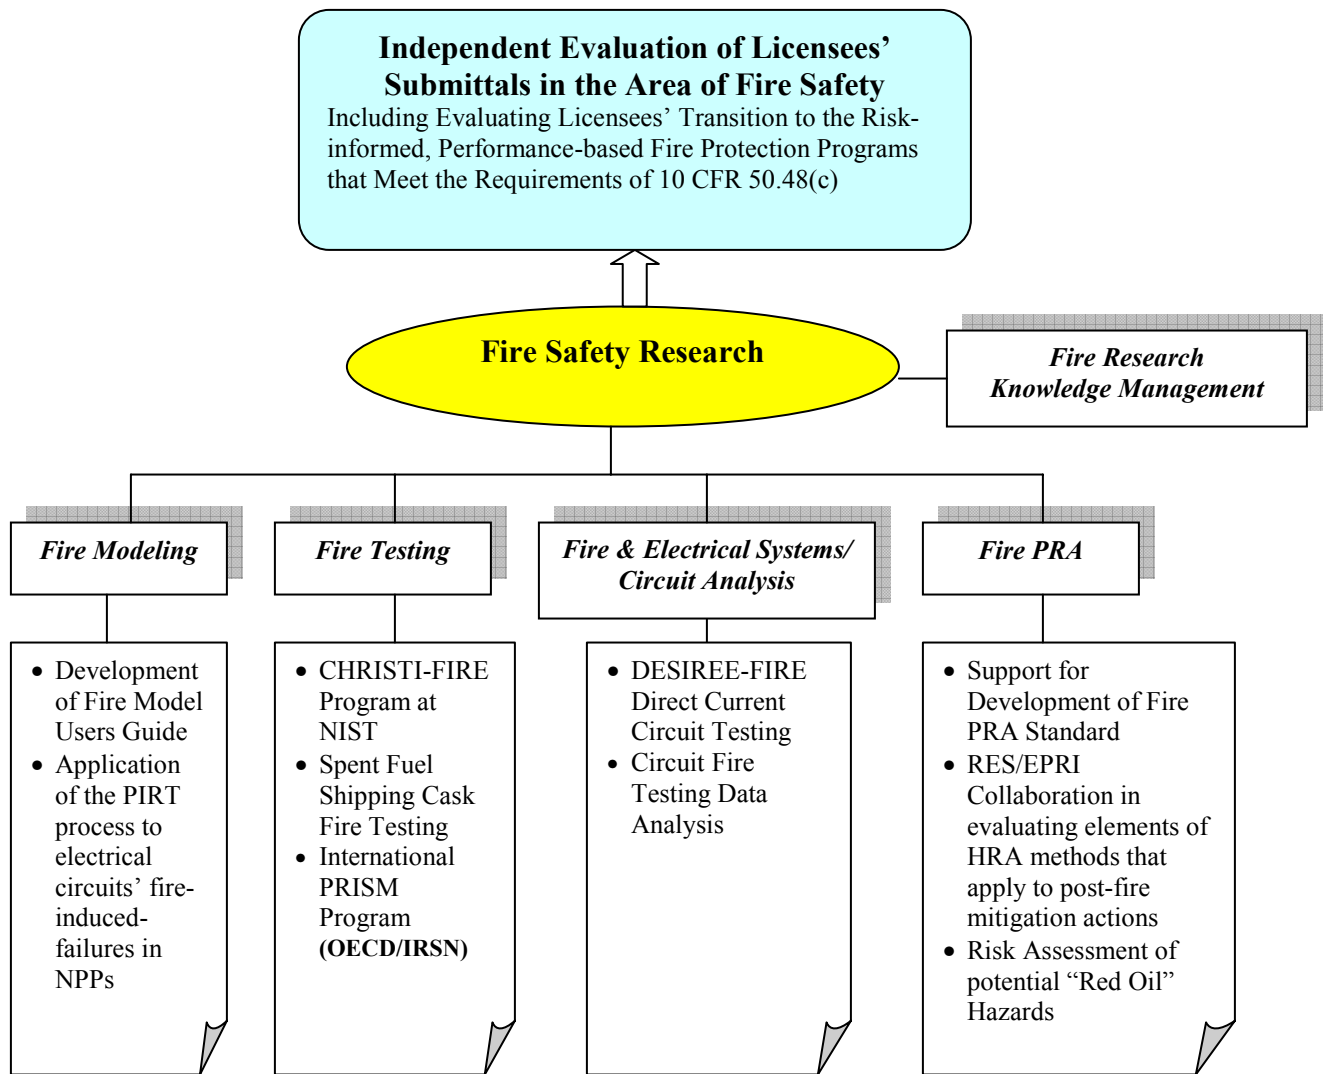 Independent Evaluation of Licensees’
Submittals in the Area of Fire Safety
Including Evaluating Licensees’ Transition to the Risk-
informed, Performance-based Fire Protection Programs
that Meet the Requirements of 10 CFR 50.48(c)
Fire Safety Research
Fire Research
Knowledge Management
Fire Modeling
Fire Testing
Fire & Electrical Systems/
Circuit Analysis
Fire PRA
• Development
of Fire Model
Users Guide
• Application
of the PIRT
process to
electrical
circuits’ fire-
induced-
failures in
NPPs
• CHRISTI-FIRE
Program at
NIST
• Spent Fuel
Shipping Cask
Fire Testing
• International
PRISM
Program
(OECD/IRSN)
• DESIREE-FIRE
Direct Current
Circuit Testing
• Circuit Fire
Testing Data
Analysis
• Support for
Development of Fire
PRA Standard
• RES/EPRI
Collaboration in
evaluating elements of
HRA methods that
apply to post-fire
mitigation actions
• Risk Assessment of
potential “Red Oil”
Hazards